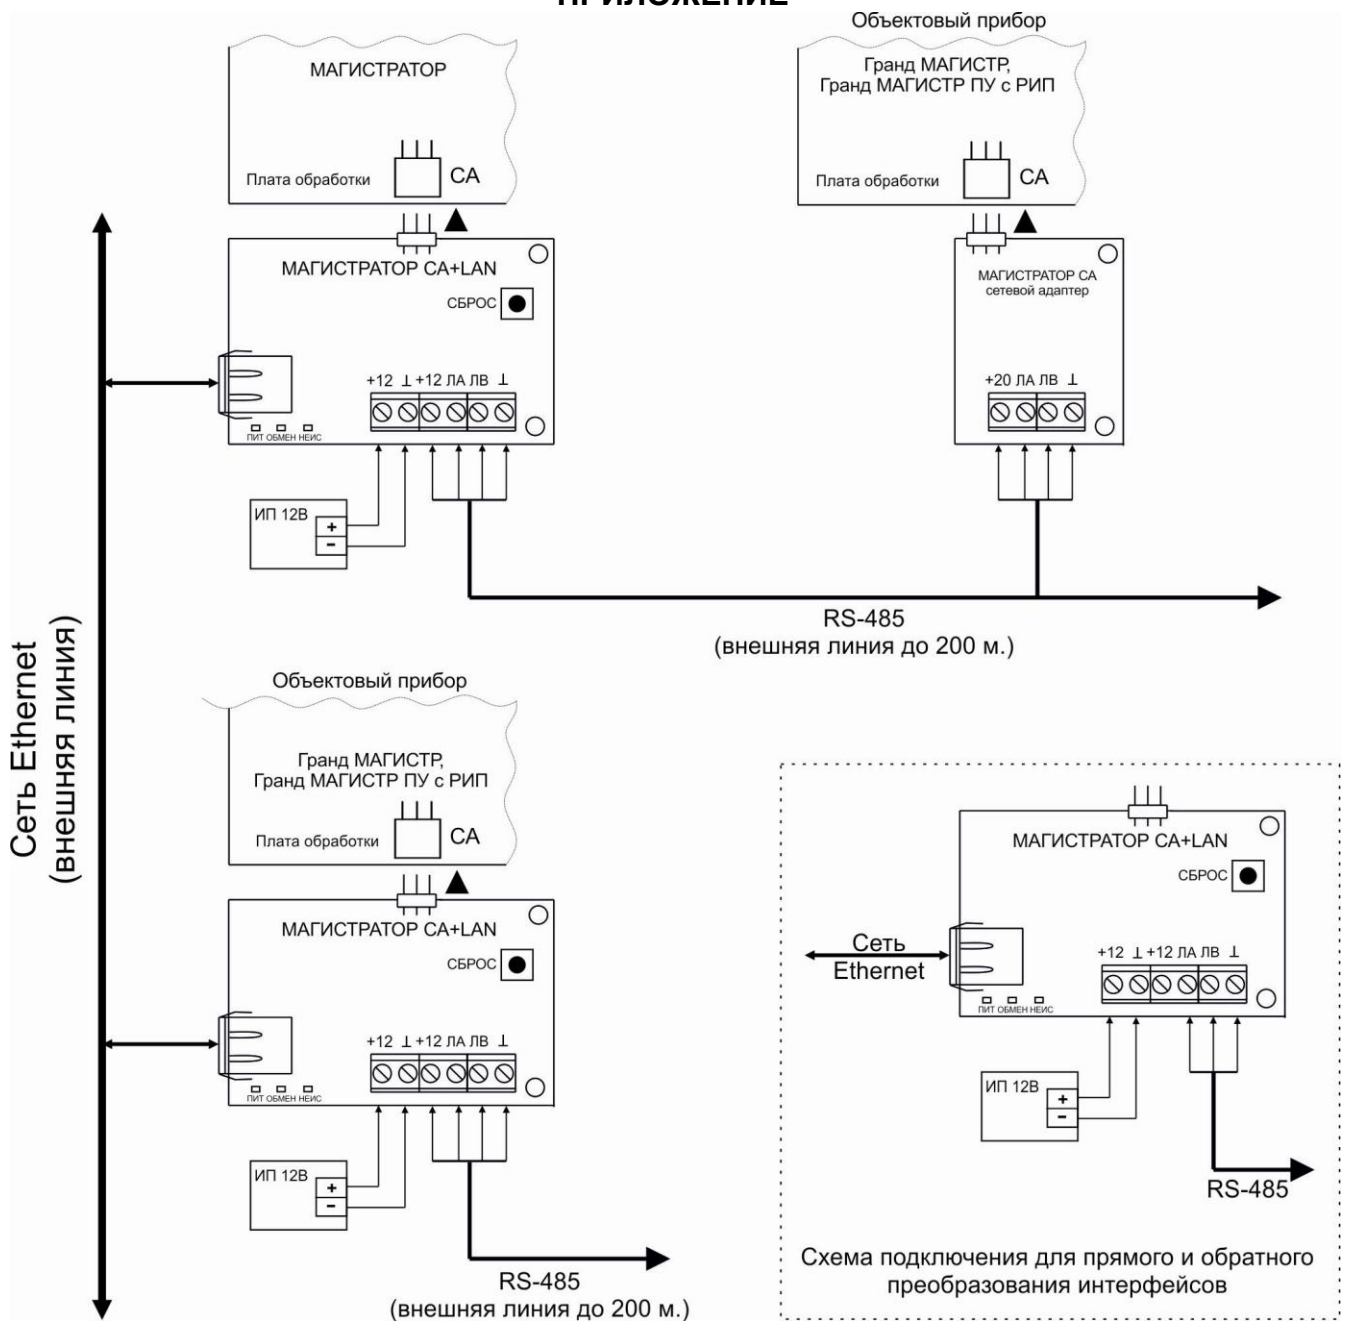 ПРИЛОЖЕНИЕ
Объектовый прибор
МАГИСТРАТОР
Плата обработки
СА
Гранд МАГИСТР,
Гранд МАГИСТР ПУ с РИП
Плата обработки
СА
МАГИСТРАТОР СА+LAN
СБРОС
+12 ⊥ +12 ЛА ЛВ ⊥
ПИТ ОБМЕН НЕИС
ИП 12В
+
−
МАГИСТРАТОР СА
сетевой адаптер
+20 ЛА ЛВ ⊥
RS-485
(внешняя линия до 200 м.)
Сеть Ethernet
(внешняя линия)
Объектовый прибор
Гранд МАГИСТР,
Гранд МАГИСТР ПУ с РИП
Плата обработки
СА
МАГИСТРАТОР СА+LAN
СБРОС
+12 ⊥ +12 ЛА ЛВ ⊥
ПИТ ОБМЕН НЕИС
ИП 12В
+
−
RS-485
(внешняя линия до 200 м.)
МАГИСТРАТОР СА+LAN
СБРОС
Сеть
Ethernet
+12 ⊥ +12 ЛА ЛВ ⊥
ПИТ ОБМЕН НЕИС
ИП 12В
+
−
RS-485
Схема подключения для прямого и обратного
преобразования интерфейсов